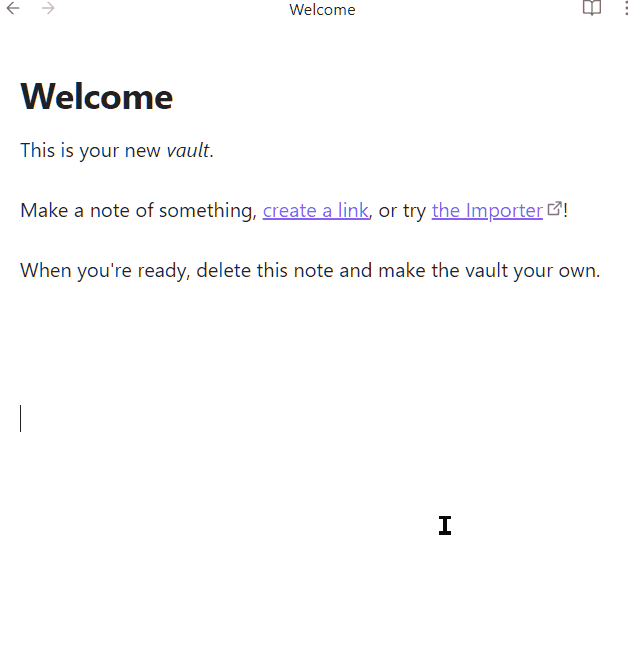 Welcome
Welcome
This is your new vault.
Make a note of something, create a link, or try the Importer!
When you're ready, delete this note and make the vault your own.